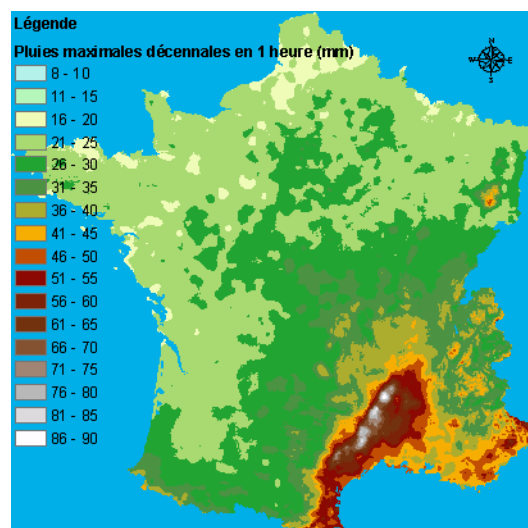 Légende
Pluies maximales décennales en 1 heure (mm)
N
W E
S
8 - 10
11 - 15
16 - 20
21 - 25
26 - 30
31 - 35
36 - 40
41 - 45
46 - 50
51 - 55
56 - 60
61 - 65
66 - 70
71 - 75
76 - 80
81 - 85
86 - 90